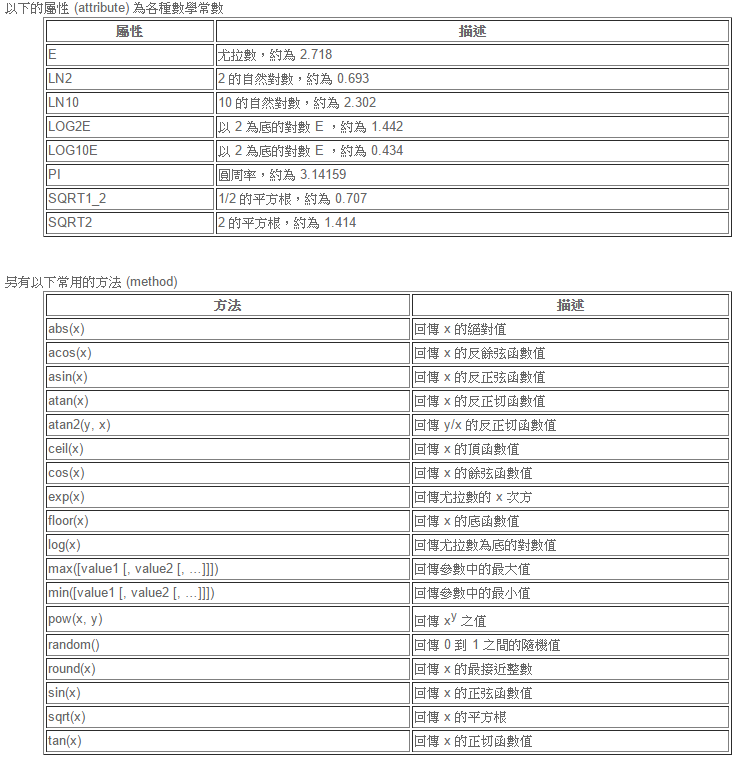 以下的屬性 (attribute) 為各種數學常數
屬性 描述
E 尤拉數，約為 2.718
LN2 2 的自然對數，約為 0.693
LN10 10 的自然對數，約為 2.302
LOG2E 以 2 為底的對數 E ，約為 1.442
LOG10E 以 2 為底的對數 E ，約為 0.434
PI 圓周率，約為 3.14159
SQRT1_2 1/2 的平方根，約為 0.707
SQRT2 2 的平方根，約為 1.414
另有以下常用的方法 (method)
方法 描述
abs(x) 回傳 x 的絕對值
acos(x) 回傳 x 的反餘弦函數值
asin(x) 回傳 x 的反正弦函數值
atan(x) 回傳 x 的反正切函數值
atan2(y, x) 回傳 y/x 的反正切函數值
ceil(x) 回傳 x 的頂函數值
cos(x) 回傳 x 的餘弦函數值
exp(x) 回傳尤拉數的 x 次方
floor(x) 回傳 x 的底函數值
log(x) 回傳尤拉數為底的對數值
max([value1 [, value2 [, ...]]]) 回傳參數中的最大值
min([value1 [, value2 [, ...]]]) 回傳參數中的最小值
pow(x, y) 回傳 x^y 之值
random() 回傳 0 到 1 之間的隨機值
round(x) 回傳 x 的最接近整數
sin(x) 回傳 x 的正弦函數值
sqrt(x) 回傳 x 的平方根
tan(x) 回傳 x 的正切函數值